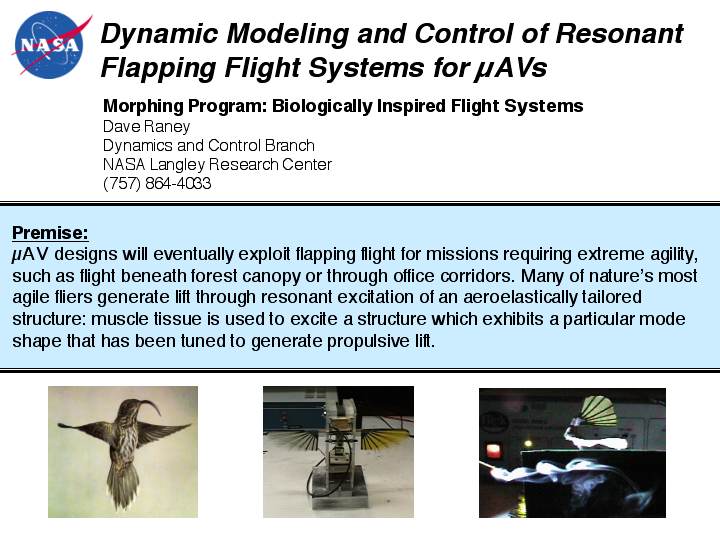 NASA
Dynamic Modeling and Control of Resonant
Flapping Flight Systems for µAVs
Morphing Program: Biologically Inspired Flight Systems
Dave Raney
Dynamics and Control Branch
NASA Langley Research Center
(757) 864-4033
Premise:
µAV designs will eventually exploit flapping flight for missions requiring extreme agility,
such as flight beneath forest canopy or through office corridors. Many of nature's most
agile fliers generate lift through resonant excitation of an aeroelastically tailored
structure: muscle tissue is used to excite a structure which exhibits a particular mode
shape that has been tuned to generate propulsive lift.